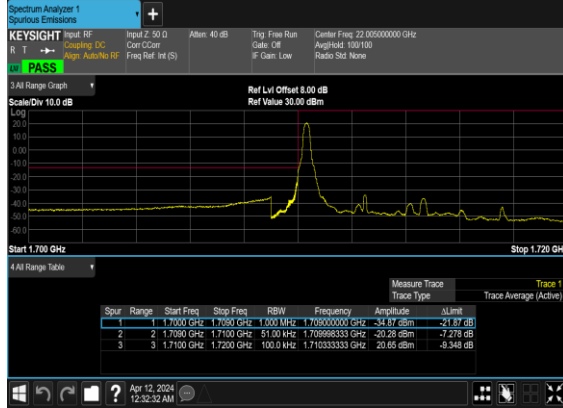 Spectrum Analyzer 1
Spurious Emissions
+
KEYSIGHT Input: RF Input Z: 50 Ω Atten: 40 dB Trig: Free Run Center Freq: 22.005000000 GHz
R T Coupling: DC Corr CCorr Gate: Off Avg|Hold: 100/100
Align: Auto/No RF Freq Ref: Int (S) IF Gain: Low Radio Std: None
PASS
3 All Range Graph
Ref Lvl Offset 8.00 dB
Scale/Div 10.0 dB Ref Value 30.00 dBm
Log
20.0
10.0
0.00
-10.0
-20.0
-30.0
-40.0
-50.0
-60.0
Start 1.700 GHz Stop 1.720 GH
4 All Range Table
Measure Trace Trace 1
Trace Type Trace Average (Active)
Spur Range Start Freq Stop Freq RBW Frequency Amplitude ΔLimit
1 1 1.7000 GHz 1.7090 GHz 1.000 MHz 1.709000000 GHz -34.87 dBm -21.87 dB
2 2 1.7090 GHz 1.7100 GHz 51.00 kHz 1.709998333 GHz -20.28 dBm -7.278 dB
3 3 1.7100 GHz 1.7200 GHz 100.0 kHz 1.710333333 GHz 20.65 dBm -9.348 dB
? Apr 12, 2024
12:32:32 AM